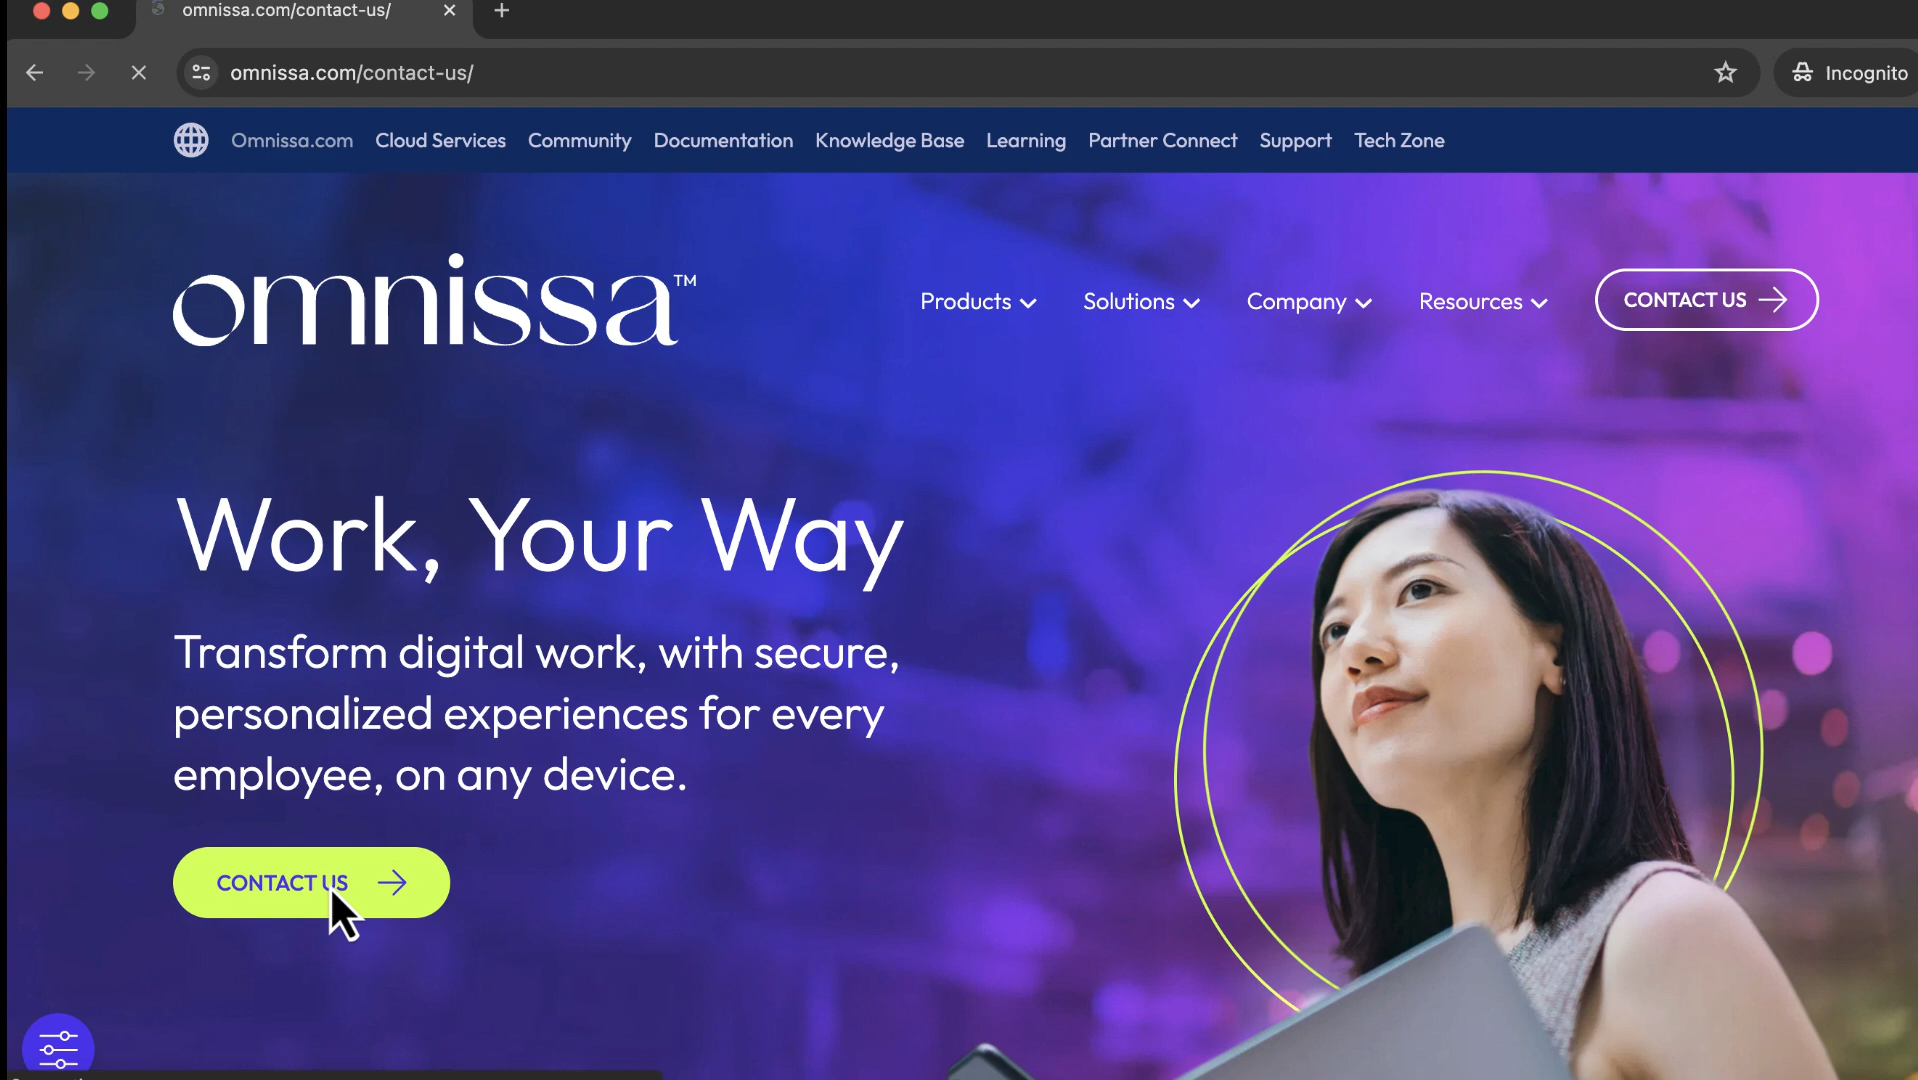 omnissa.com/contact-us/
omnissa.com/contact-us/
Incognito
Omnissa.com Cloud Services Community Documentation Knowledge Base Learning Partner Connect Support Tech Zone
omnissa™
Products Solutions Company Resources CONTACT US
Work, Your Way
Transform digital work, with secure,
personalized experiences for every
employee, on any device.
CONTACT US